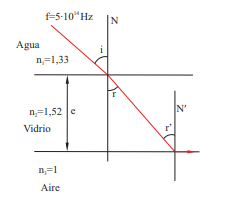 f=5·10¹⁴ Hz
N
Agua
i
n₁=1,33
r
n₂=1,52
e
N'
Vidrio
r'
n₃=1
Aire